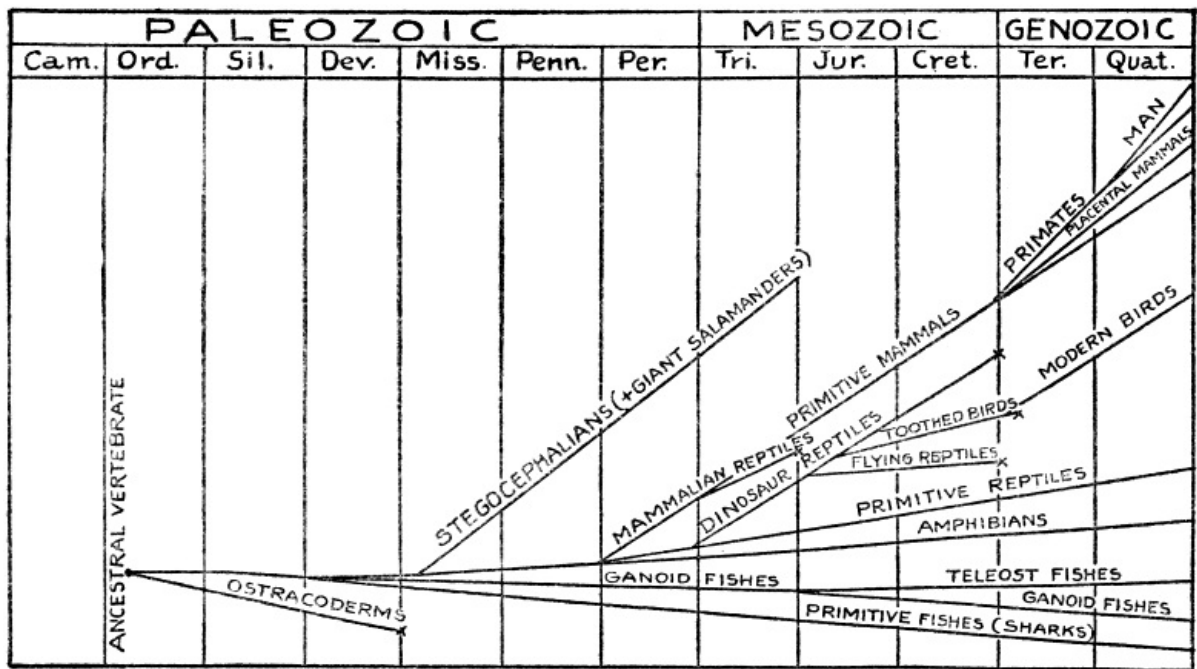 PALEOZOIC MESOZOIC GENOZOIC
Cam. Ord. Sil. Dev. Miss. Penn. Per. Tri. Jur. Cret. Ter. Quat.
MAN
PLACENTAL MAMMALS
PRIMATES
STEGOCEPHALIANS (+GIANT SALAMANDERS)
PRIMITIVE MAMMALS
MODERN BIRDS
MAMMALIAN REPTILES
DINOSAUR REPTILES
TOOTHED BIRDS
FLYING REPTILES
PRIMITIVE REPTILES
AMPHIBIANS
ANCESTRAL VERTEBRATE
OSTRACODERMS
GANOID FISHES
TELEOST FISHES
GANOID FISHES
PRIMITIVE FISHES (SHARKS)